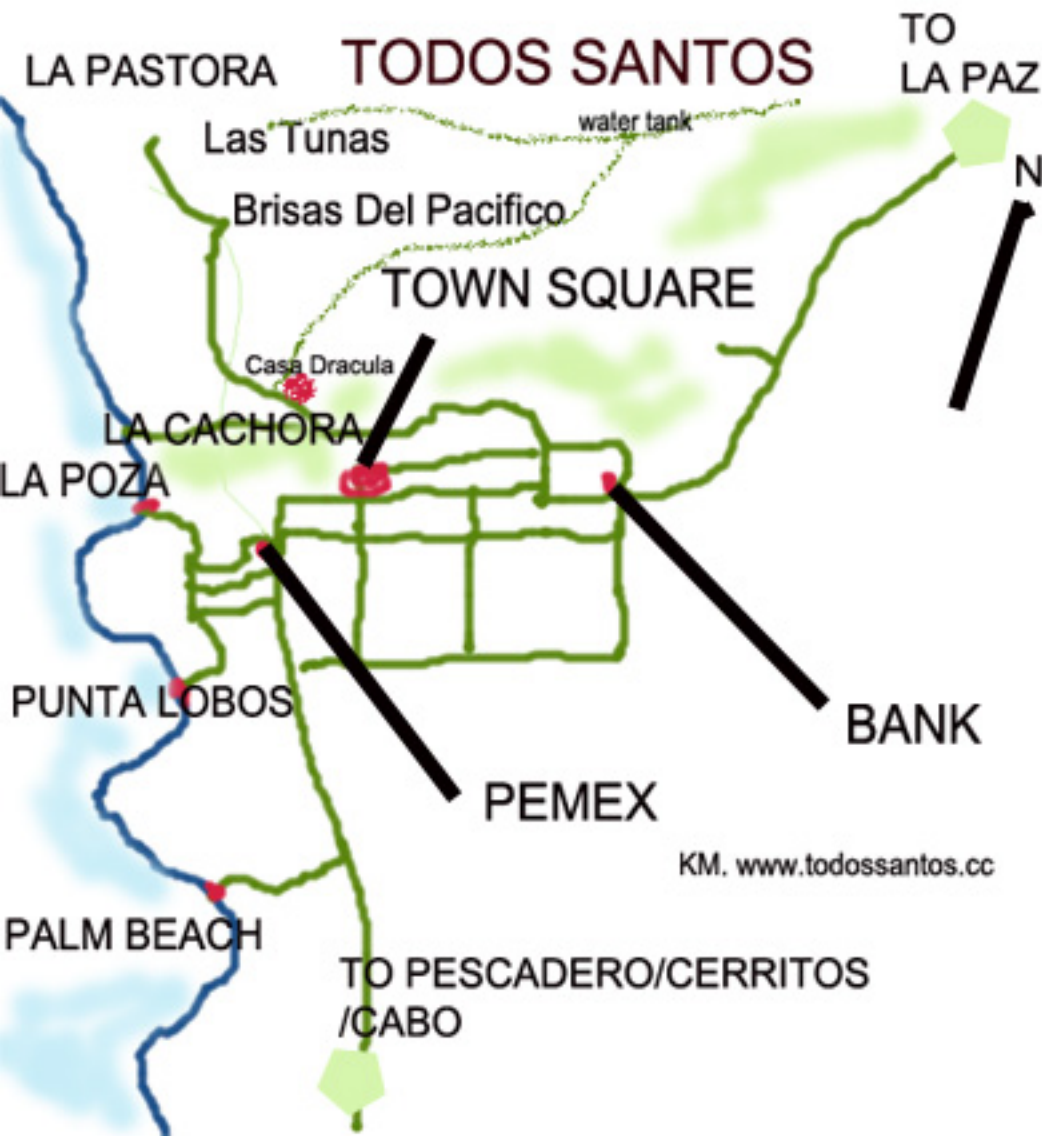 TO
LA PAZ
TODOS SANTOS
LA PASTORA
water tank
Las Tunas
N
Brisas Del Pacifico
TOWN SQUARE
Casa Dracula
LA CACHORA
LA POZA
PUNTA LOBOS
BANK
PEMEX
KM. www.todossantos.cc
PALM BEACH
TO PESCADERO/CERRITOS
/CABO